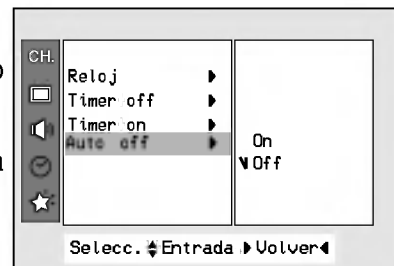 CH.
Reloj
Timer off
Timer on
Auto off
On
Off
Selecc. Entrada Volver